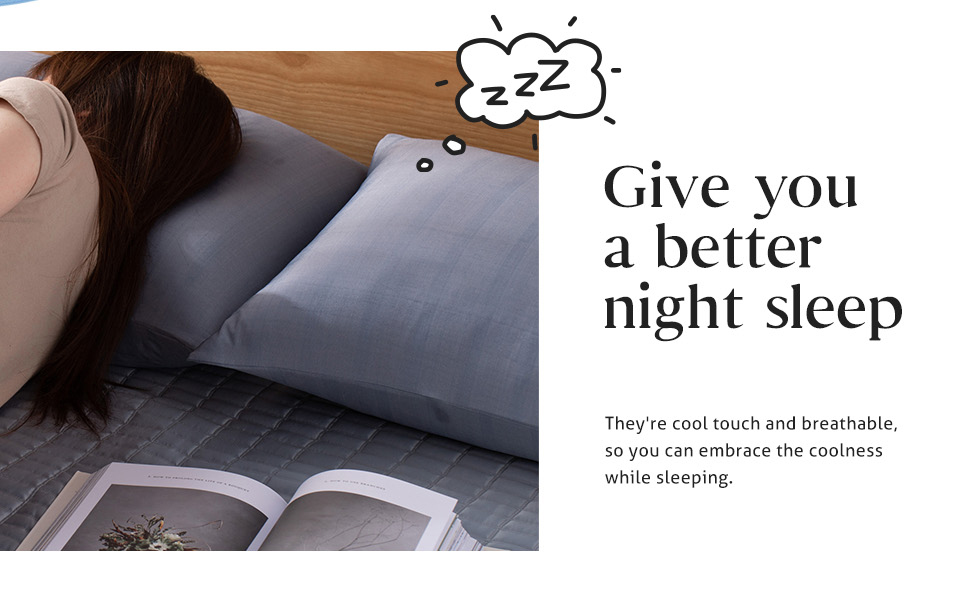 zzZ
Give you
a better
night sleep
They're cool touch and breathable,
so you can embrace the coolness
while sleeping.